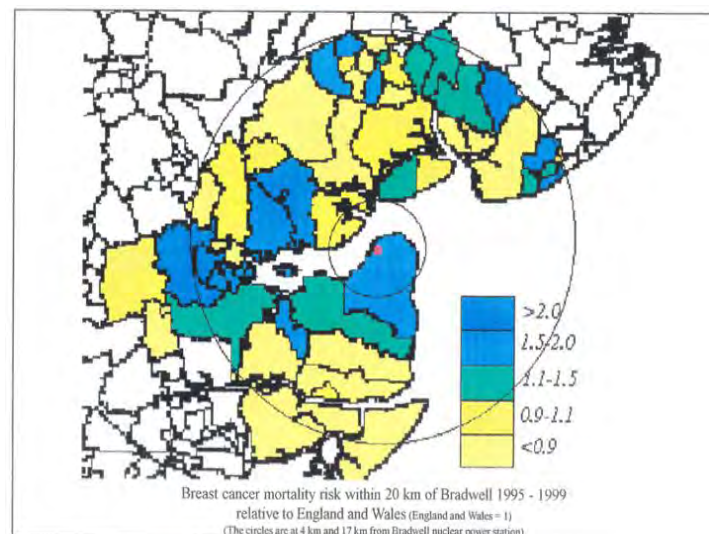 >2.0
1.5-2.0
1.1-1.5
0.9-1.1
<0.9
Breast cancer mortality risk within 20 km of Bradwell 1995 - 1999
relative to England and Wales (England and Wales = 1)
(The circles are at 4 km and 17 km from Bradwell nuclear power station)